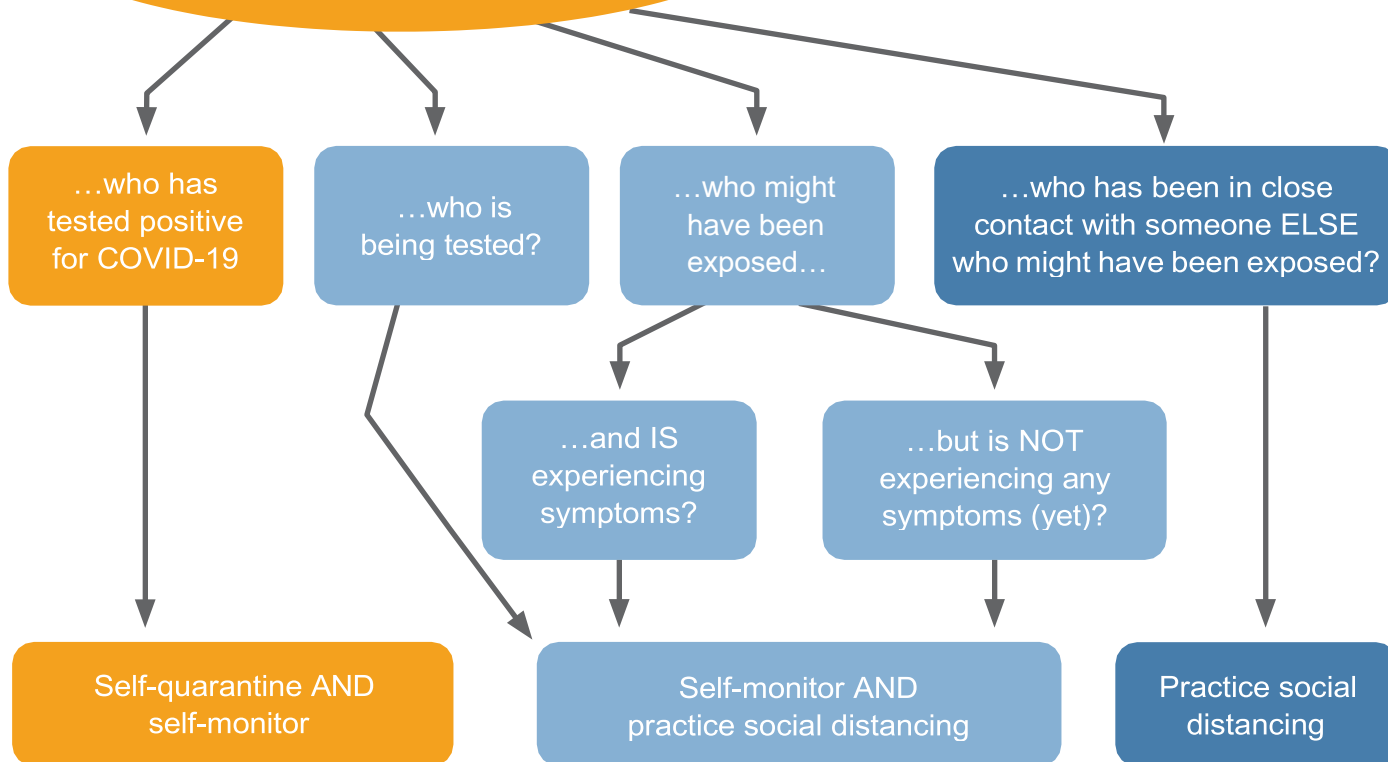 …who has
tested positive
for COVID-19
…who is
being tested?
…who might
have been
exposed…
…who has been in close
contact with someone ELSE
who might have been exposed?
…and IS
experiencing
symptoms?
…but is NOT
experiencing any
symptoms (yet)?
Self-quarantine AND
self-monitor
Self-monitor AND
practice social distancing
Practice social
distancing